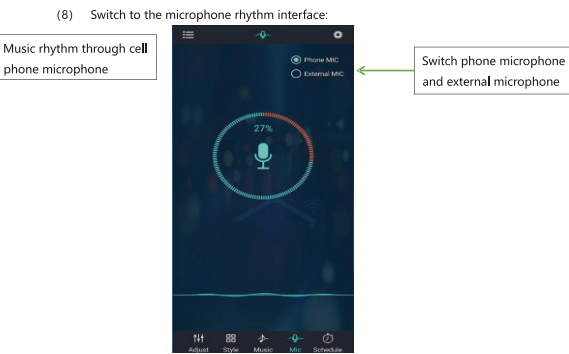 (8) Switch to the microphone rhythm interface:
Music rhythm through cell
phone microphone
Phone MIC
External MIC
Switch phone microphone
and external microphone
27%
Adjust Style Music Mic Schedule